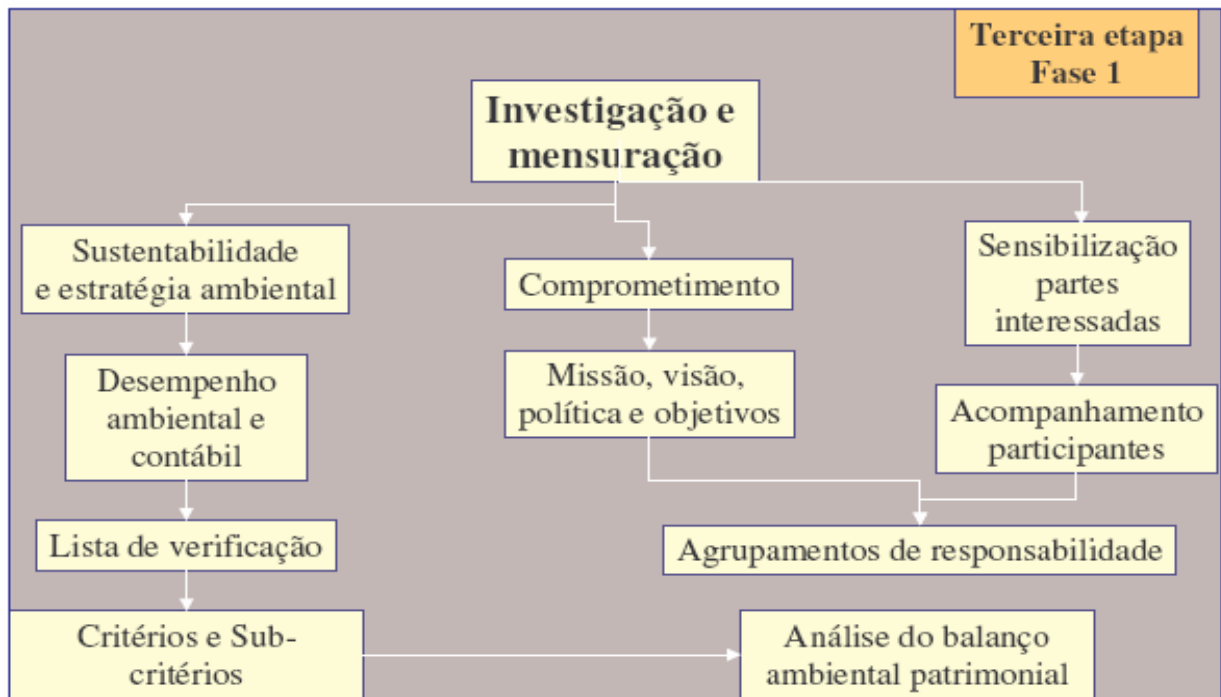 Terceira etapa
Fase 1
Investigação e
mensuração
Sustentabilidade
e estratégia ambiental
Comprometimento
Sensibilização
partes
interessadas
Desempenho
ambiental e
contábil
Missão, visão,
política e objetivos
Acompanhamento
participantes
Lista de verificação
Agrupamentos de responsabilidade
Critérios e Sub-
critérios
Análise do balanço
ambiental patrimonial